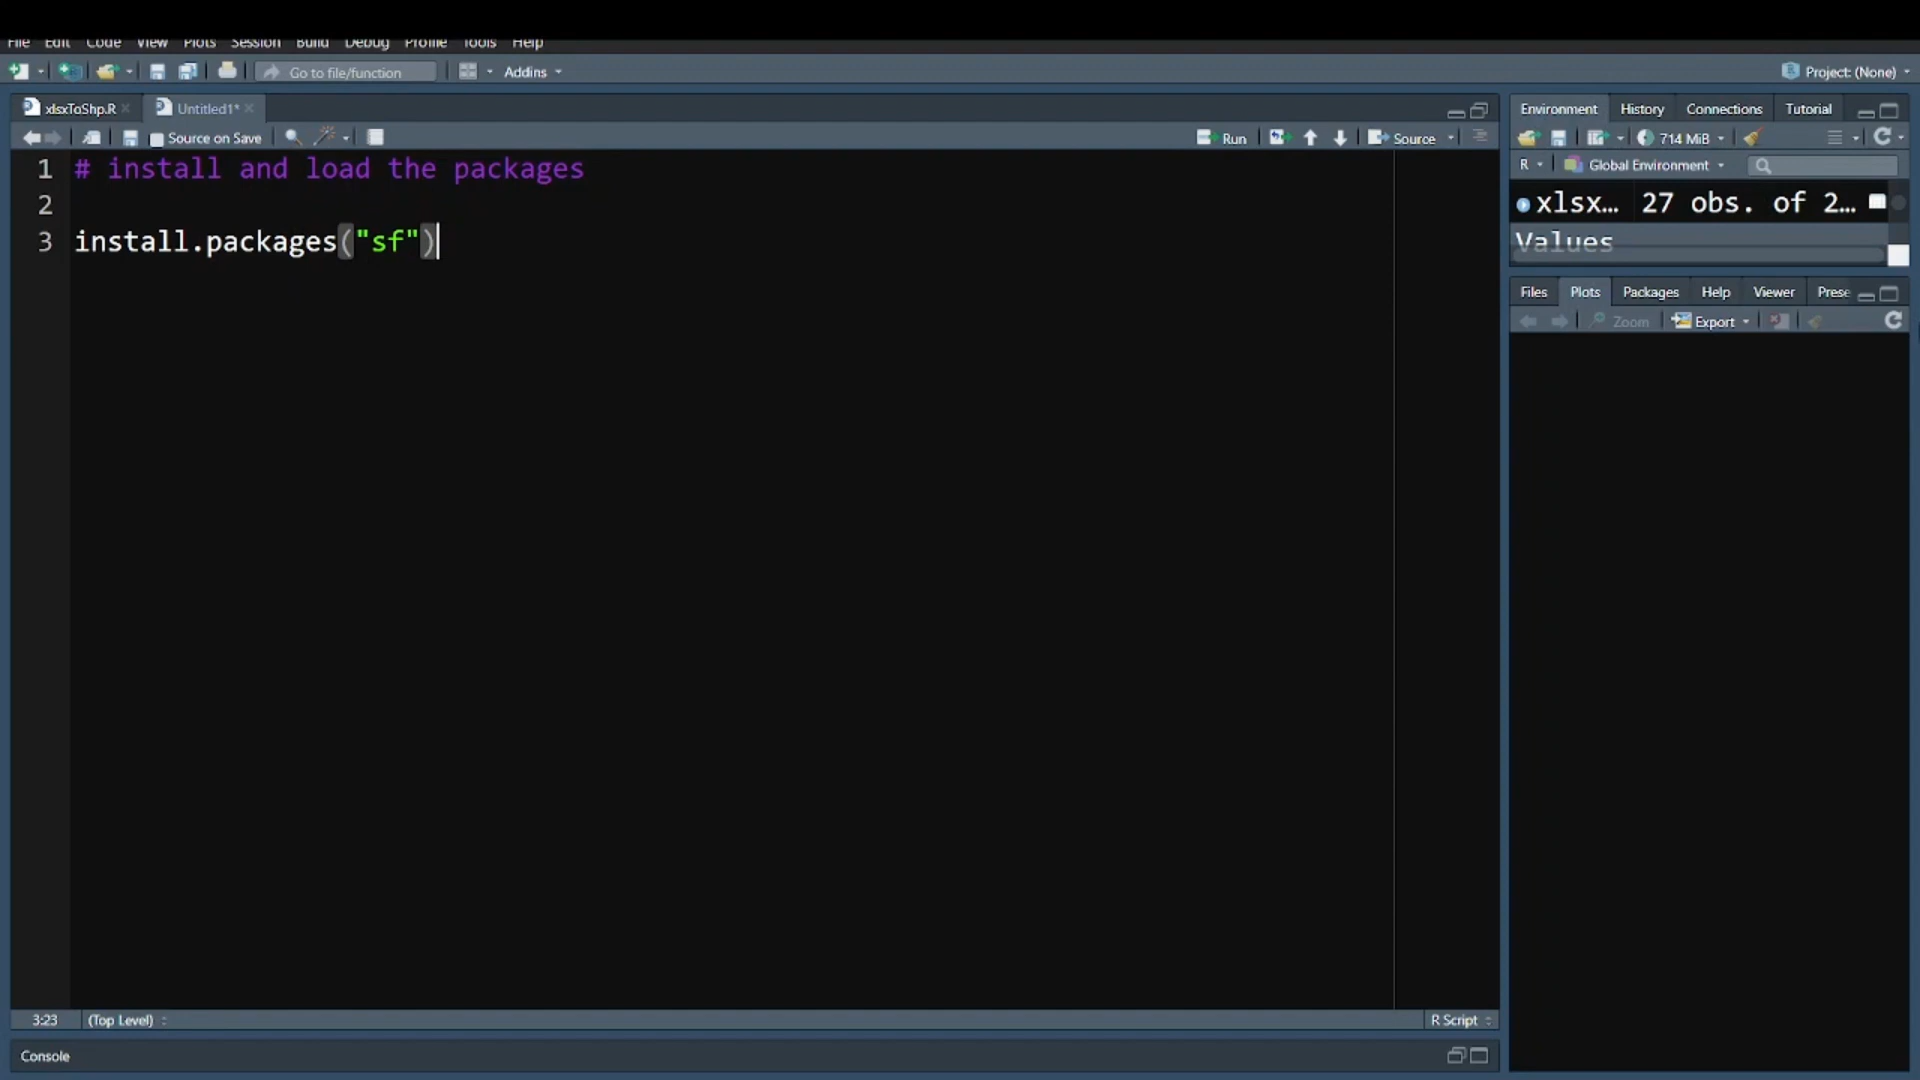 File Edit Code View Plots Session Build Debug Profile Tools Help
Go to file/function Addins Project: (None)
xlsxToShp.R Untitled1*
Source on Save Run Source
1 # install and load the packages
2
3 install.packages("sf")
3:23 (Top Level) R Script
Console
Environment History Connections Tutorial
714 MiB
R Global Environment
xlsx... 27 obs. of 2...
Values
Files Plots Packages Help Viewer Prese
Zoom Export